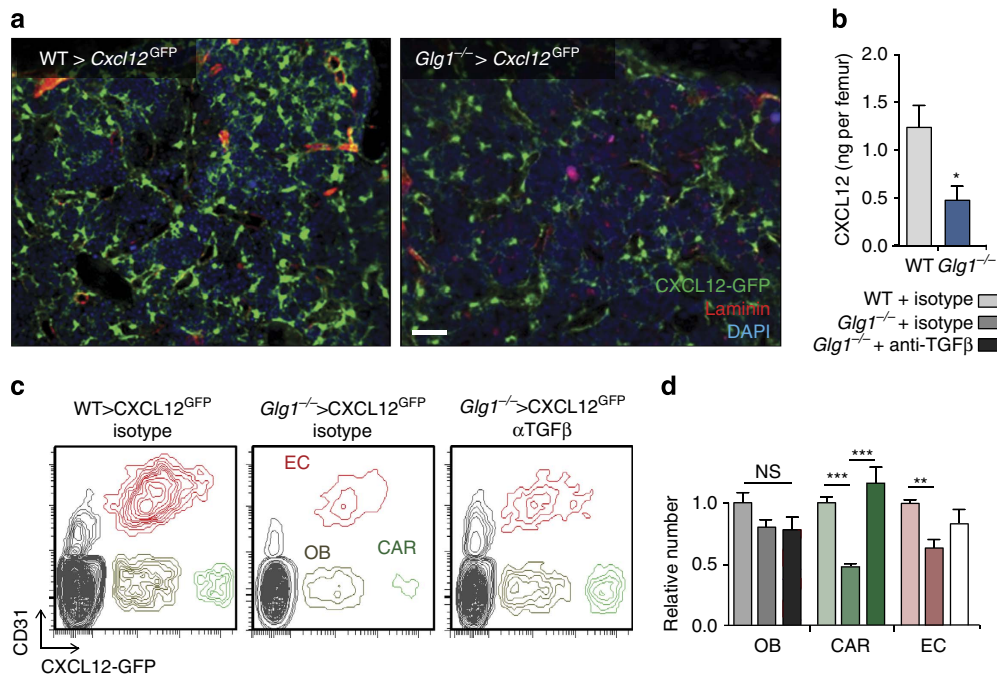 a
WT > Cxcl12GFP
Glg1−/− > Cxcl12GFP
CXCL12-GFP
Laminin
DAPI
b
CXCL12 (ng per femur)
2.0
1.5
1.0
0.5
0.0
*
WT Glg1−/−
WT + isotype
Glg1−/− + isotype
Glg1−/− + anti-TGFβ
c
WT>CXCL12GFP
isotype
Glg1−/−>CXCL12GFP
isotype
Glg1−/−>CXCL12GFP
αTGFβ
EC
OB
CAR
CD31
CXCL12-GFP
d
Relative number
1.0
0.5
0.0
NS
***
***
**
OB
CAR
EC